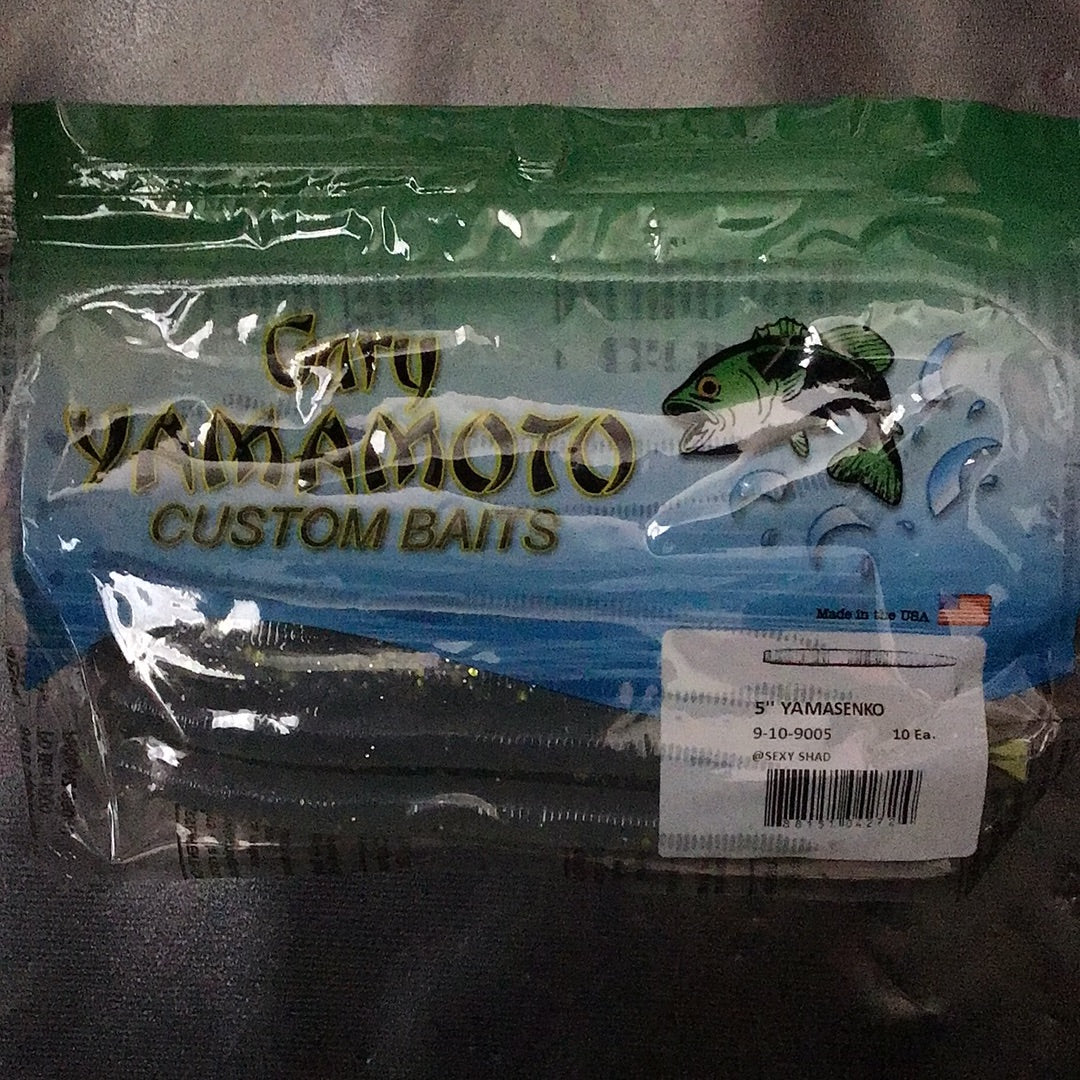 Gary
YAMAMOTO
CUSTOM BAITS
Made in the USA
5" YAMASENKO
9-10-9005 10 Ea.
@SEXY SHAD